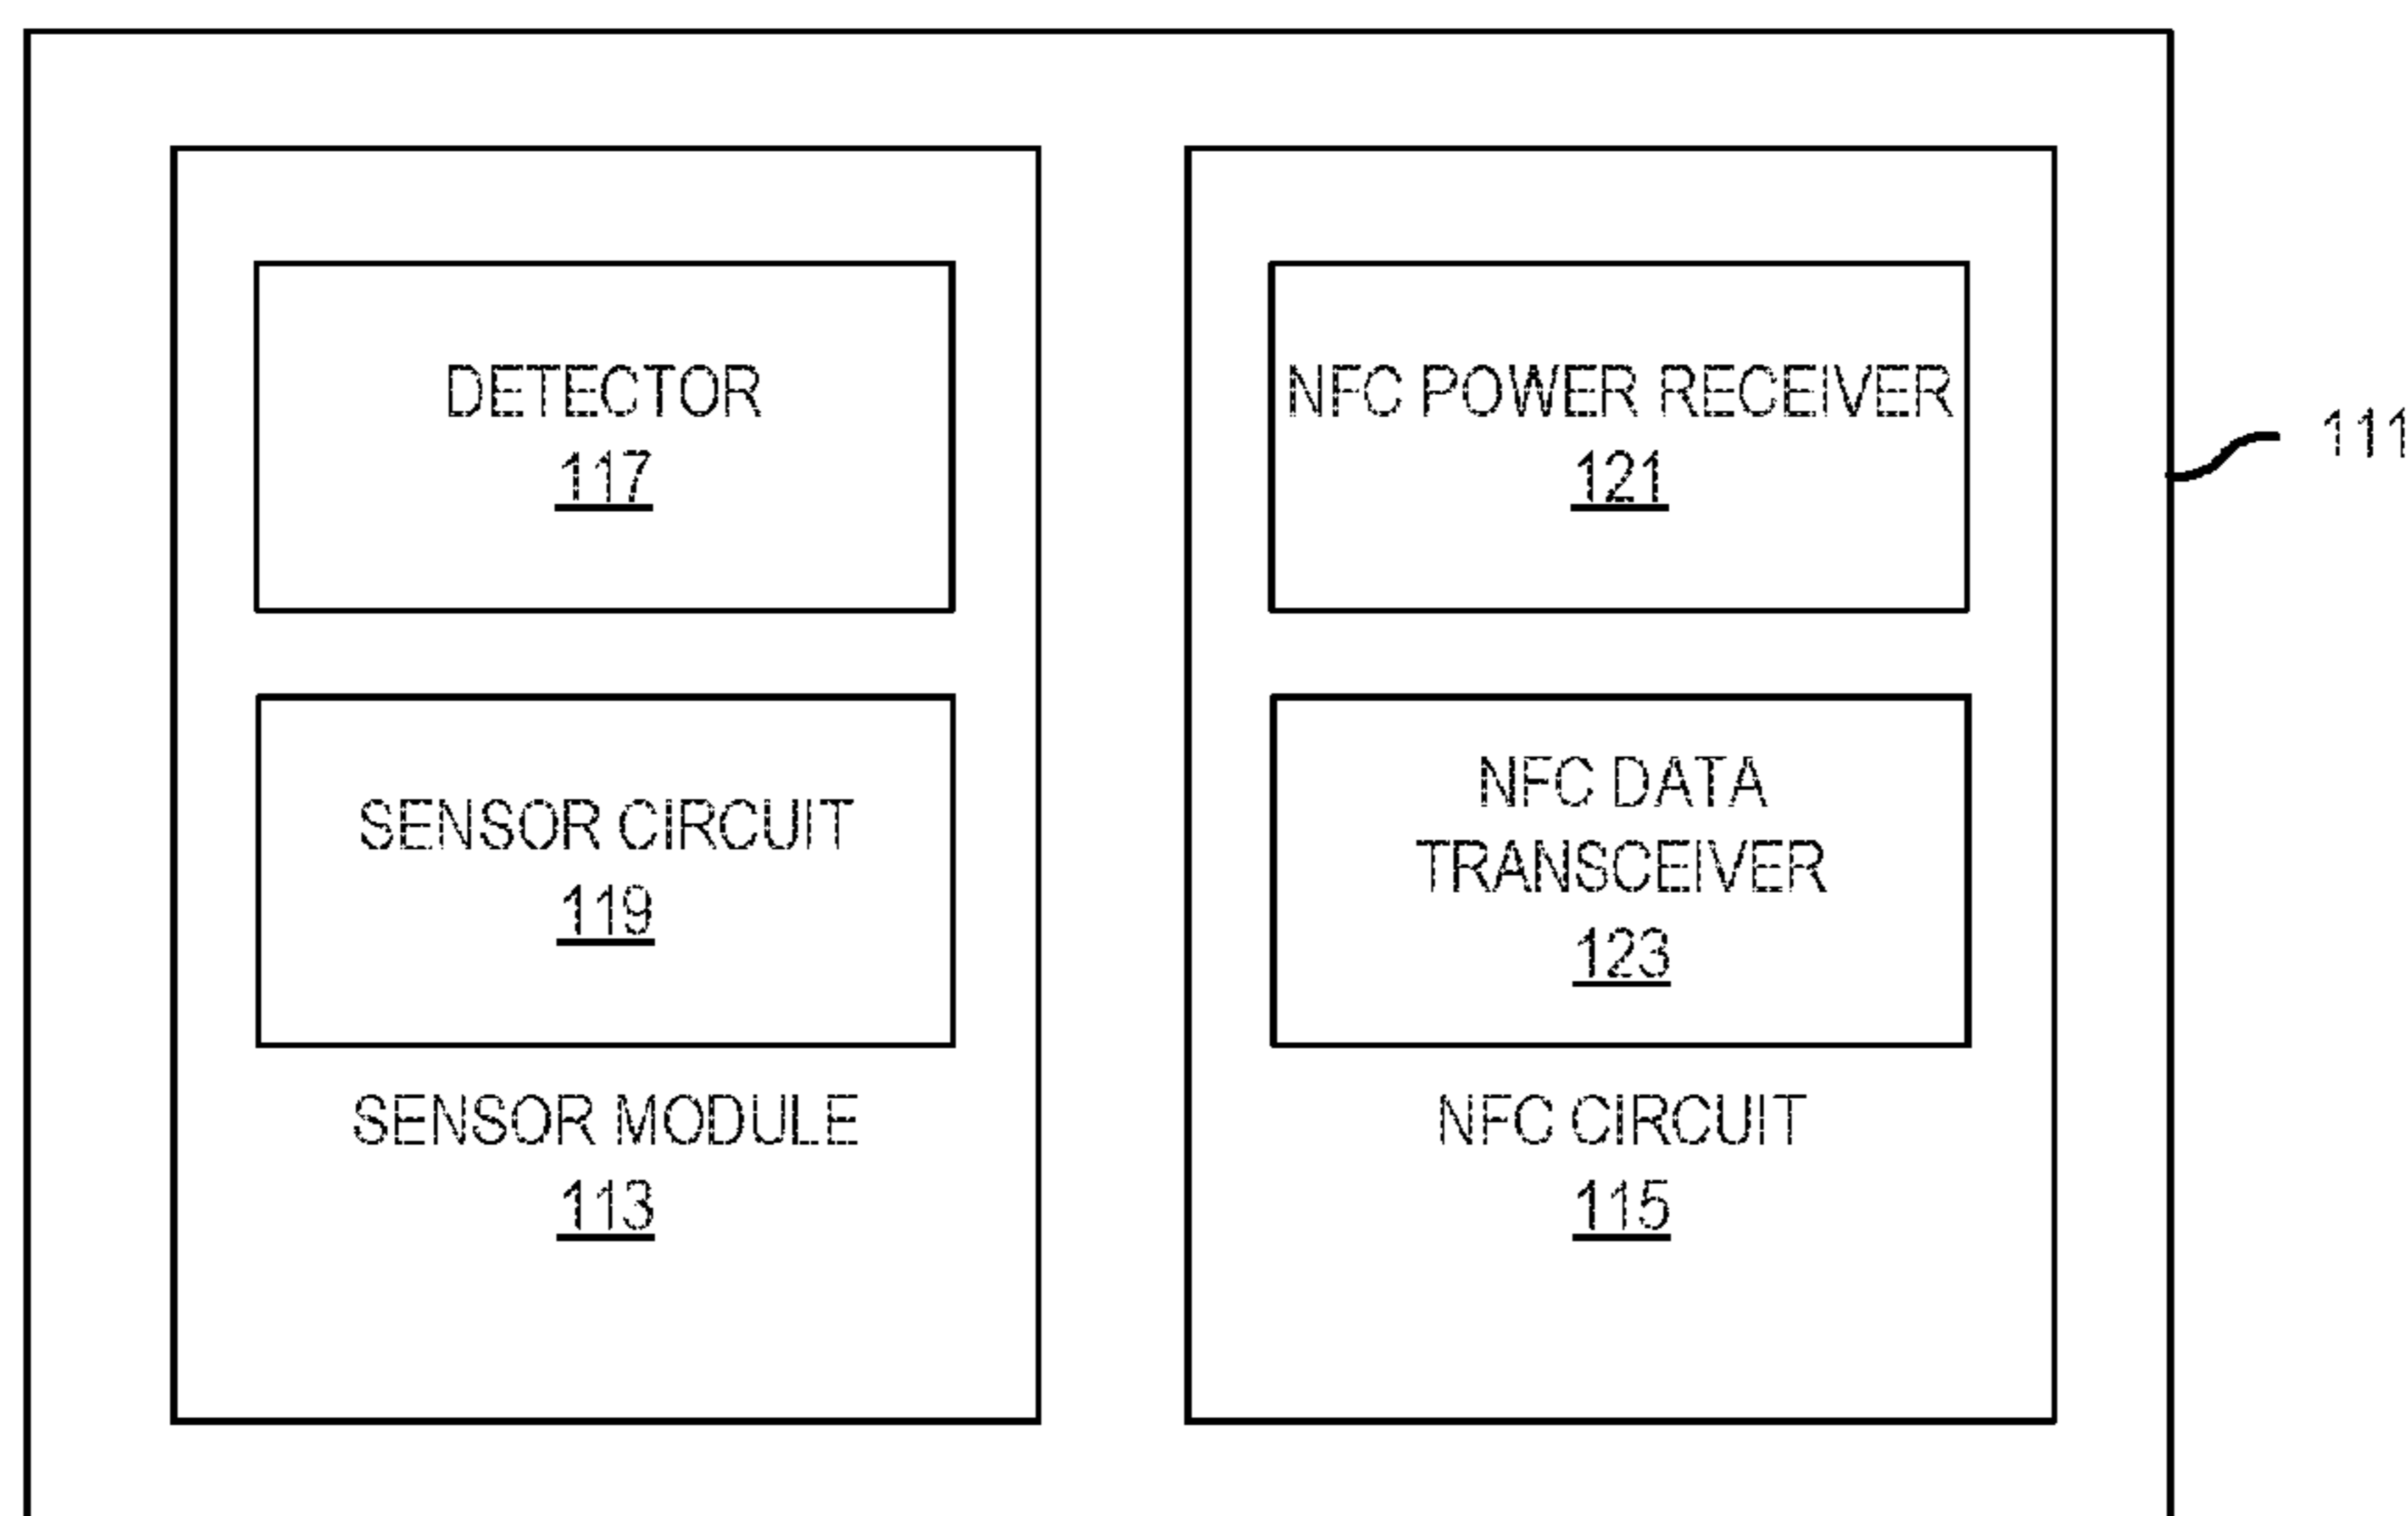 DETECTOR
117
SENSOR CIRCUIT
119
SENSOR MODULE
113
NFC POWER RECEIVER
121
NFC DATA
TRANSCEIVER
123
NFC CIRCUIT
115
111